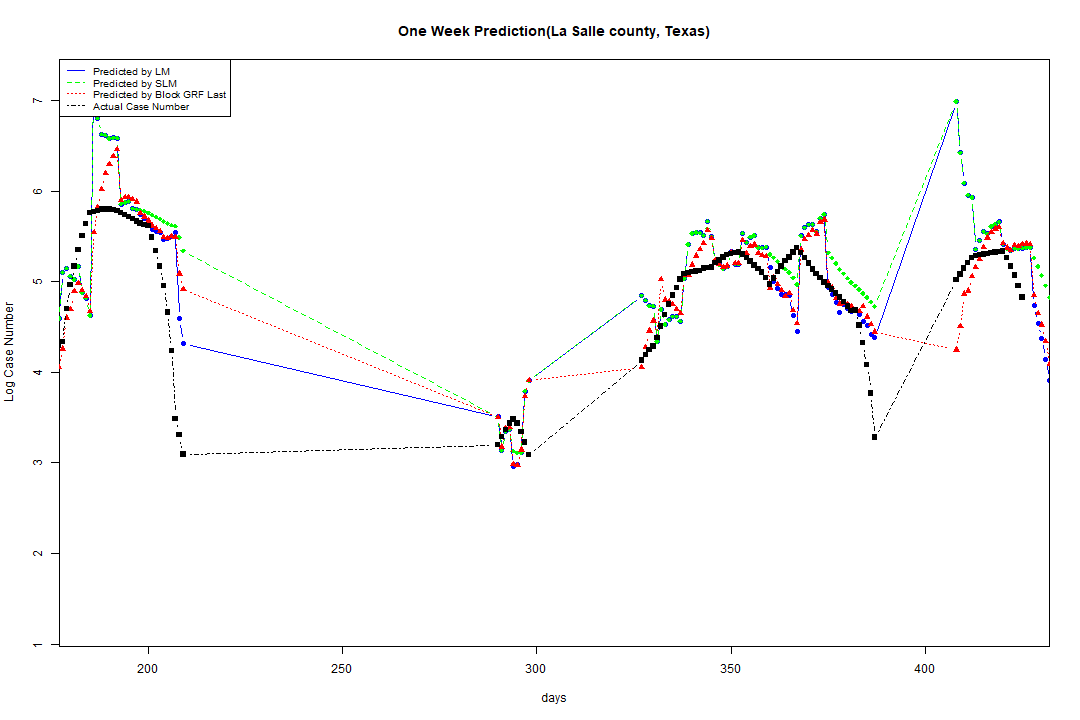 One Week Prediction(La Salle county, Texas)
Predicted by LM
Predicted by SLM
Predicted by Block GRF Last
Actual Case Number
7
6
5
4
3
2
1
Log Case Number
200 250 300 350 400
days